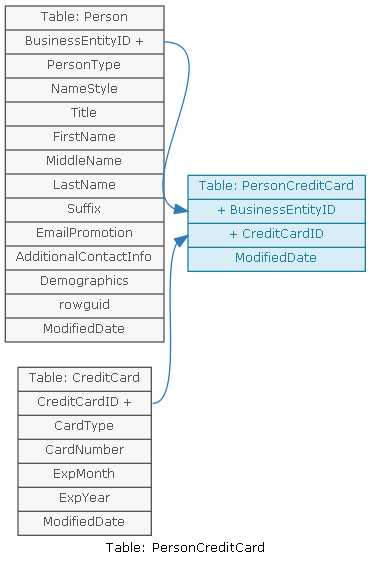 Table: Person
BusinessEntityID +
PersonType
NameStyle
Title
FirstName
MiddleName
LastName
Suffix
EmailPromotion
AdditionalContactInfo
Demographics
rowguid
ModifiedDate
Table: PersonCreditCard
+ BusinessEntityID
+ CreditCardID
ModifiedDate
Table: CreditCard
CreditCardID +
CardType
CardNumber
ExpMonth
ExpYear
ModifiedDate
Table: PersonCreditCard